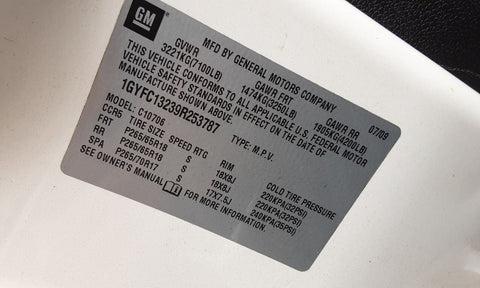 GM
MFD BY GENERAL MOTORS COMPANY 07/09
GVWR GAWR FRT GAWR RR
3221KG(7100LB) 1474KG(3250LB) 1905KG(4200LB)
THIS VEHICLE CONFORMS TO ALL APPLICABLE U.S. FEDERAL MOTOR
VEHICLE SAFETY STANDARDS IN EFFECT ON THE DATE OF
MANUFACTURE SHOWN ABOVE.
1GYFC13239R253787 TYPE: M.P.V.
MODEL: C10706
CCR5 TIRE SIZE SPEED RTG RIM COLD TIRE PRESSURE
FRT P265/65R18 S 18X8J 220KPA(32PSI)
RR P265/65R18 S 18X8J 220KPA(32PSI)
SPA P265/70R17 S 17X7.5J 240KPA(35PSI)
SEE OWNER'S MANUAL FOR MORE INFORMATION.